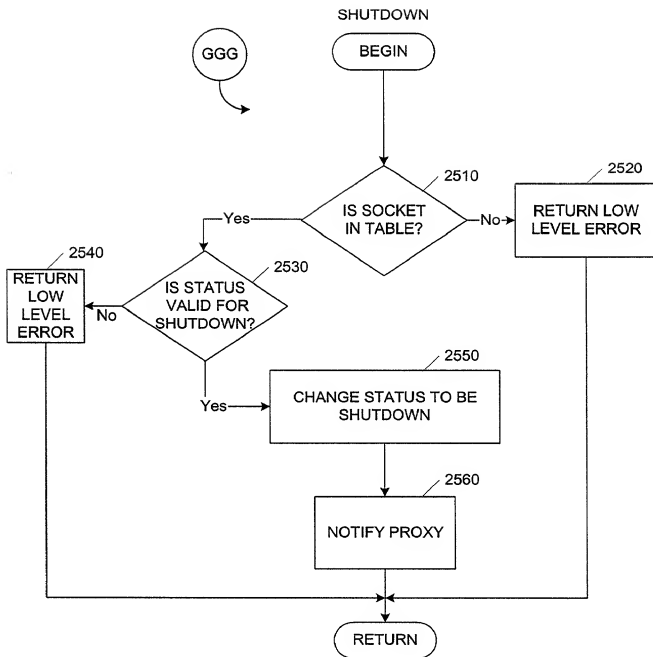 SHUTDOWN
GGG
BEGIN
2510
2520
IS SOCKET
IN TABLE?
Yes
No
RETURN LOW
LEVEL ERROR
2540
2530
RETURN
LOW
LEVEL
ERROR
IS STATUS
VALID FOR
SHUTDOWN?
No
2550
Yes
CHANGE STATUS TO BE
SHUTDOWN
2560
NOTIFY PROXY
RETURN